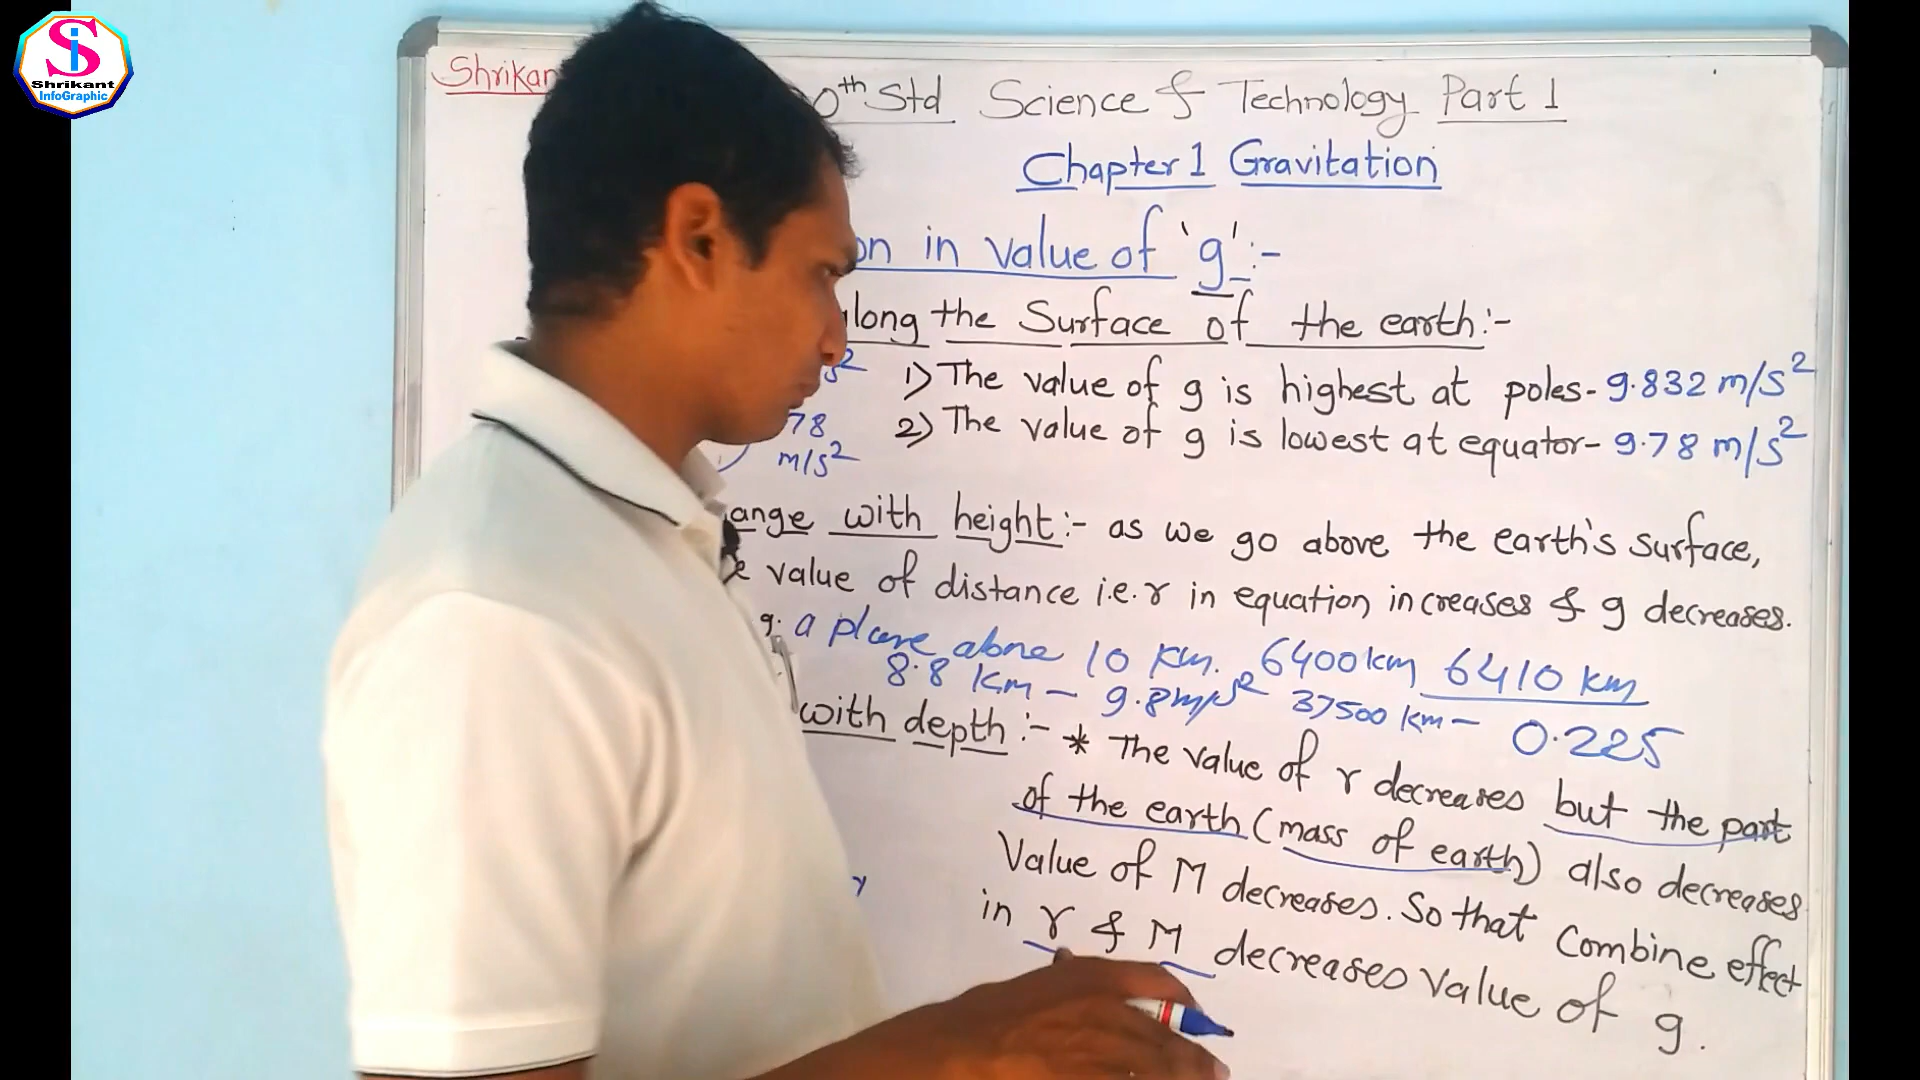 Si
Shrikant
InfoGraphic
Shrikan
0th Std Science & Technology Part 1
Chapter 1 Gravitation
on in value of 'g' :-
long the Surface of the earth :-
s² 1) The value of g is highest at poles - 9.832 m/s²
78 2) The value of g is lowest at equator - 9.78 m/s²
m/s²
ange with height :- as we go above the earth's surface,
e value of distance i.e. r in equation increases & g decreases.
g. a plane above 10 Km. 6400 km 6410 km
8.8 Km - 9.8 m/s² 37500 km - 0.225
with depth :- * The value of r decreases but the part
of the earth (mass of earth) also decreases
Value of M decreases. So that Combine effect
in r & M decreases value of g.
r